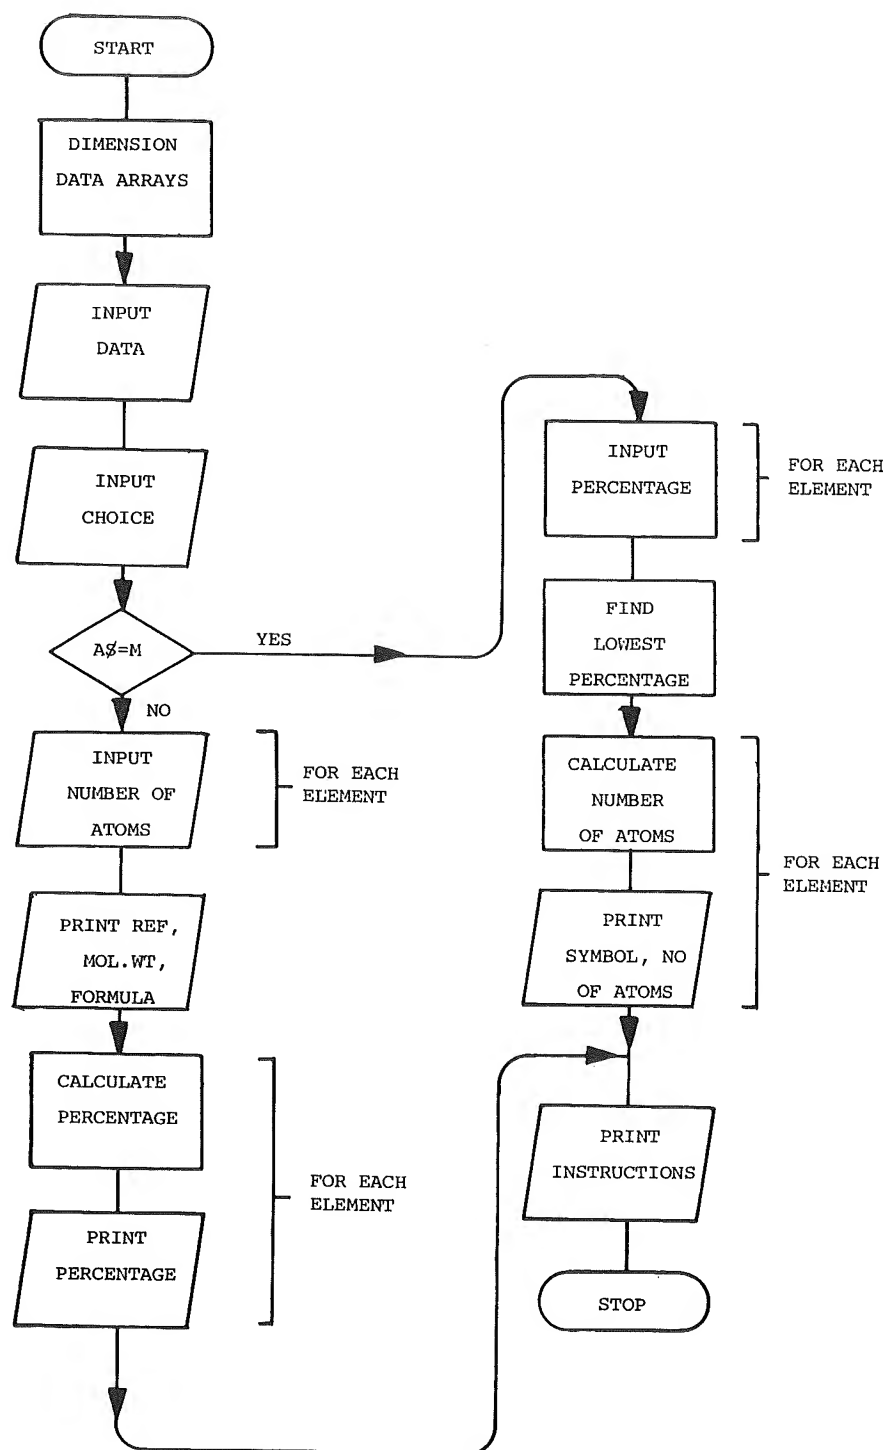 START
DIMENSION
DATA ARRAYS
INPUT
DATA
INPUT
CHOICE
A$=M
YES
NO
INPUT
NUMBER OF
ATOMS
FOR EACH
ELEMENT
PRINT REF,
MOL.WT,
FORMULA
CALCULATE
PERCENTAGE
PRINT
PERCENTAGE
FOR EACH
ELEMENT
INPUT
PERCENTAGE
FOR EACH
ELEMENT
FIND
LOWEST
PERCENTAGE
CALCULATE
NUMBER
OF ATOMS
PRINT
SYMBOL, NO
OF ATOMS
FOR EACH
ELEMENT
PRINT
INSTRUCTIONS
STOP